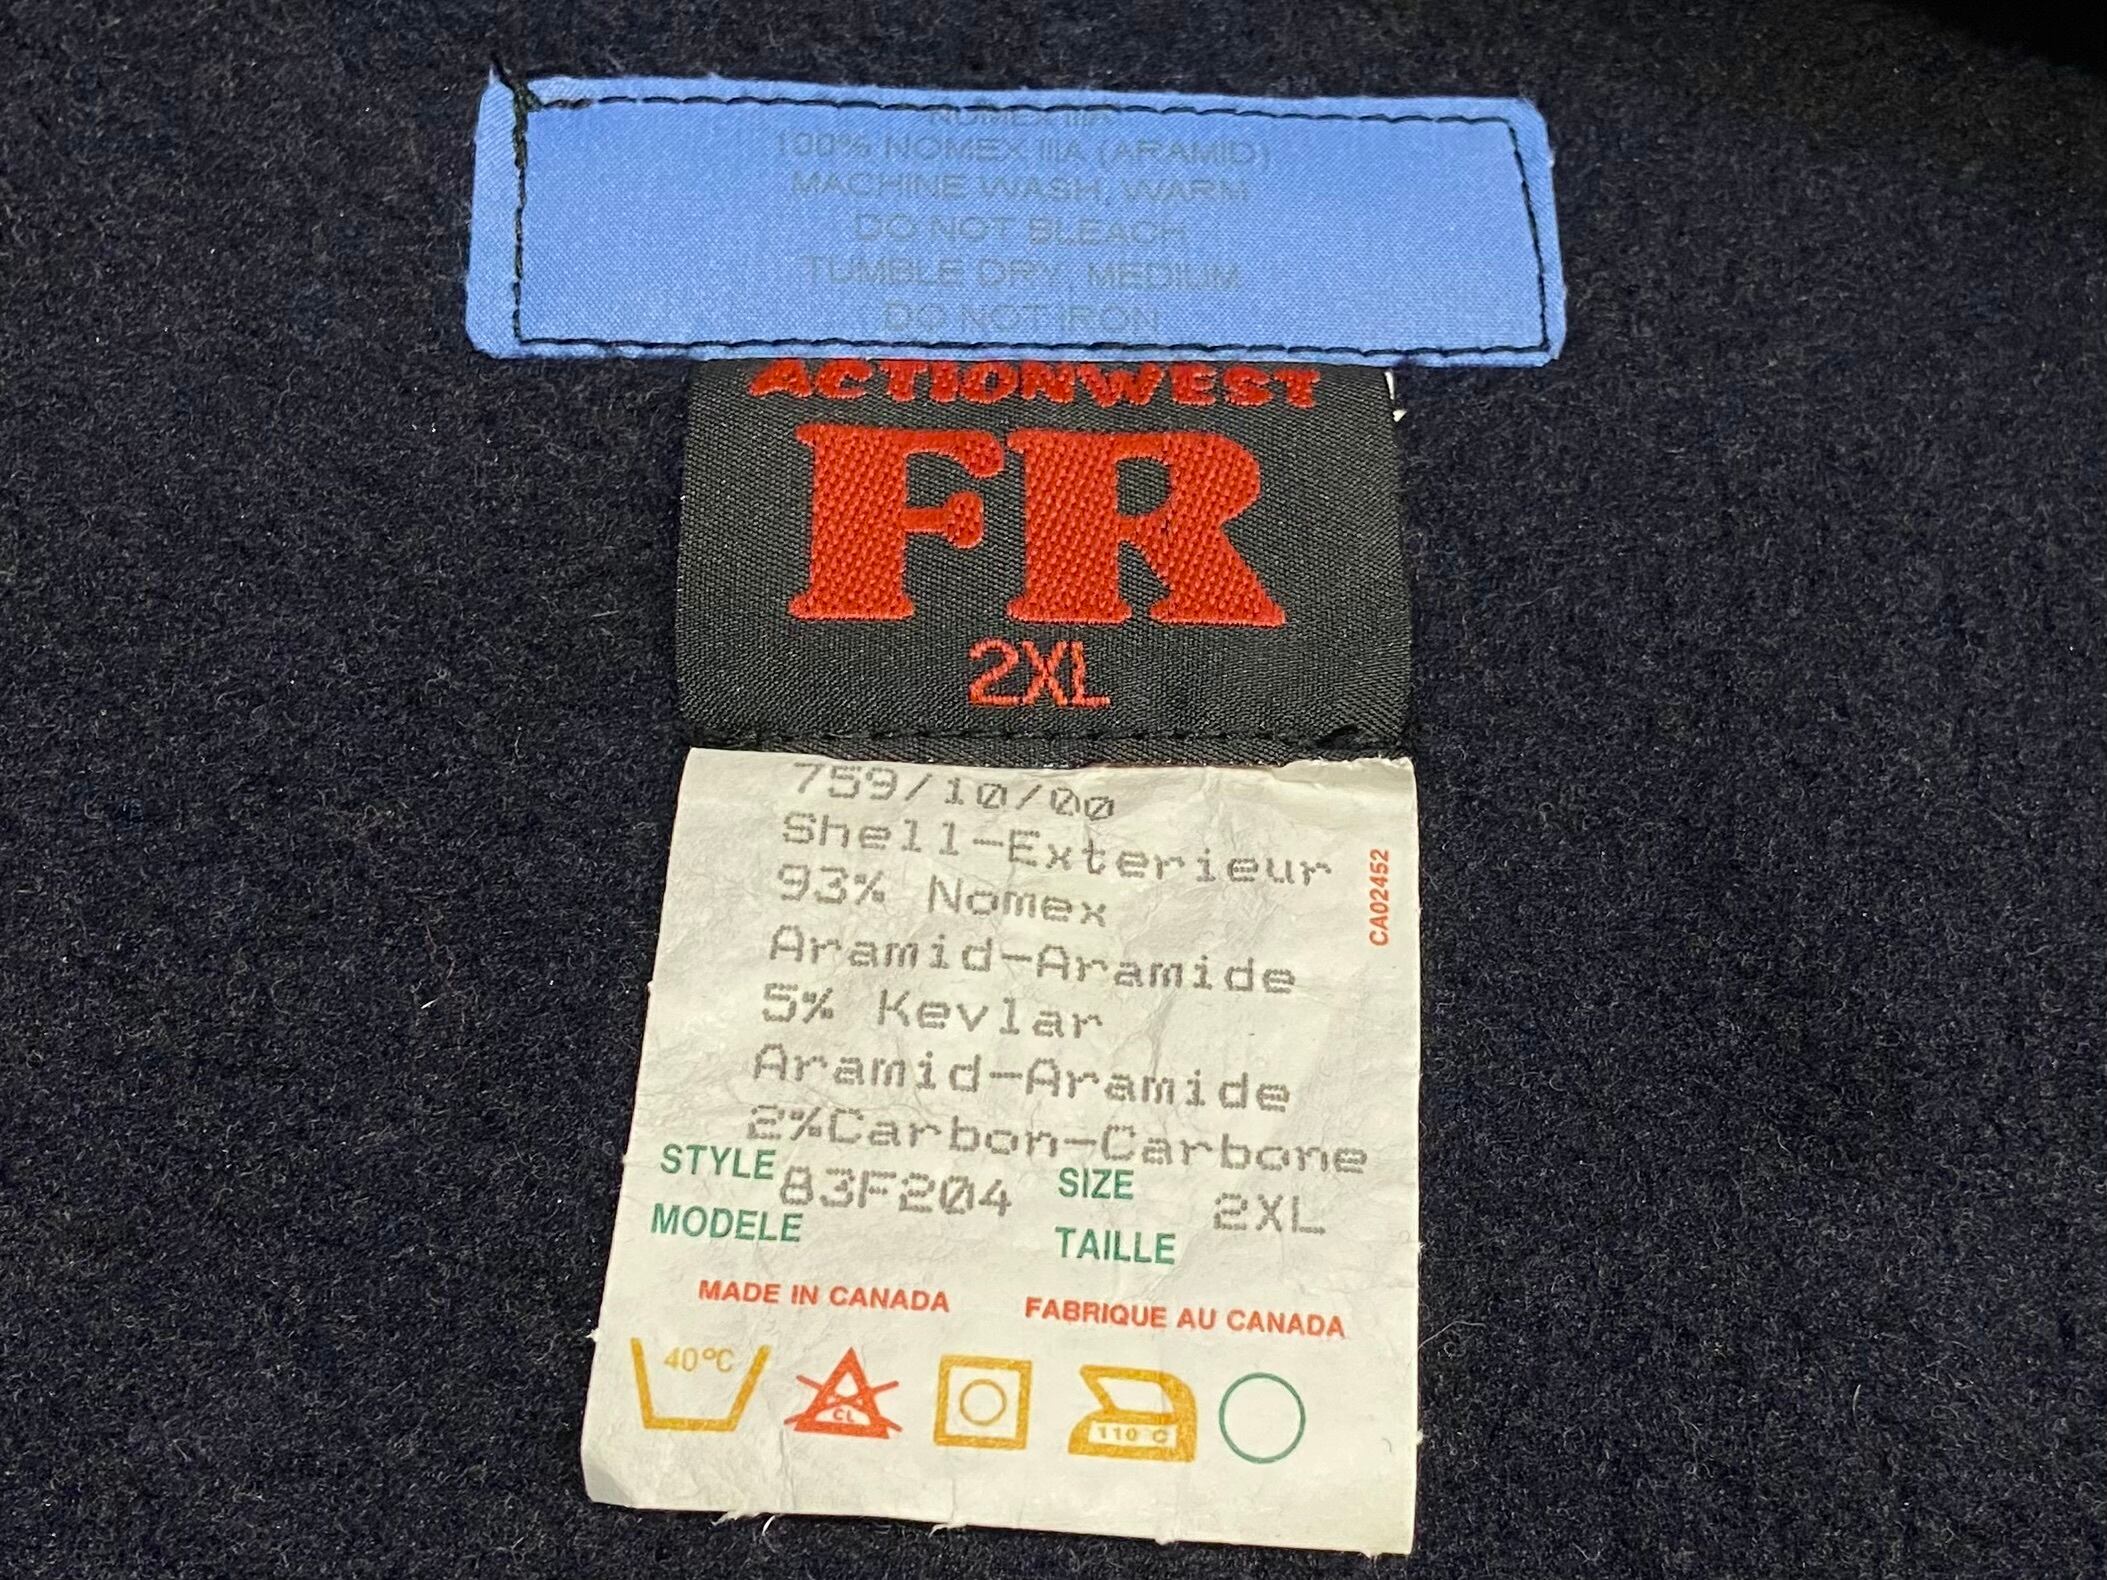 NOMEX IIIA
100% NOMEX IIIA (ARAMID)
MACHINE WASH, WARM
DO NOT BLEACH
TUMBLE DRY, MEDIUM
DO NOT IRON
ACTIONWEST
FR
2XL
759/10/00
Shell-Exterieur
93% Nomex
Aramid-Aramide
5% Kevlar
Aramid-Aramide
2%Carbon-Carbone
CA02452
STYLE 83F204 SIZE 2XL
MODELE TAILLE
MADE IN CANADA FABRIQUE AU CANADA
40°C CL 110 C